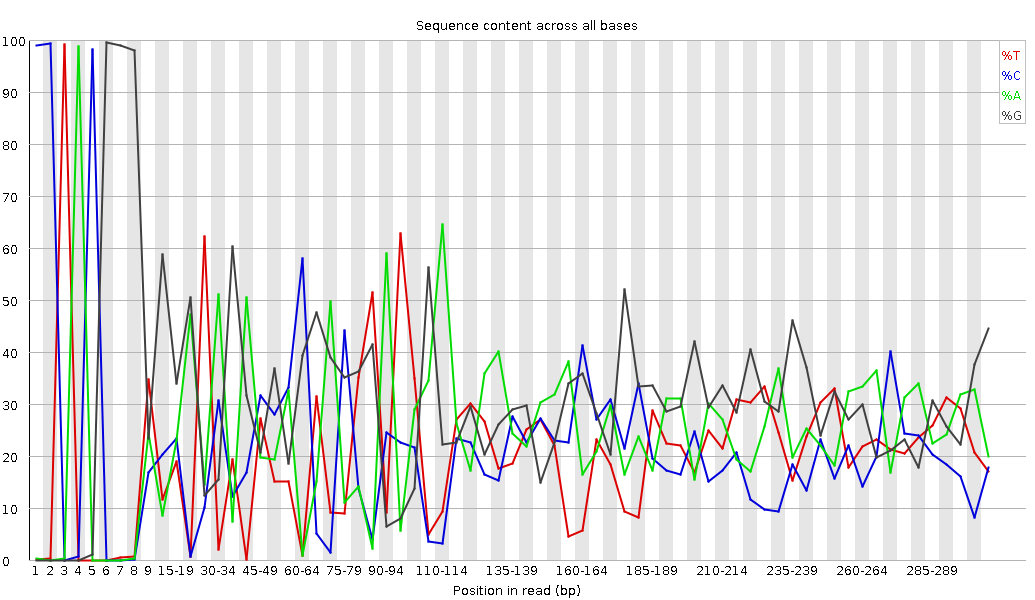 Sequence content across all bases
100
90
80
70
60
50
40
30
20
10
0
%T
%C
%A
%G
1 2 3 4 5 6 7 8 9 15-19 30-34 45-49 60-64 75-79 90-94 110-114 135-139 160-164 185-189 210-214 235-239 260-264 285-289
Position in read (bp)